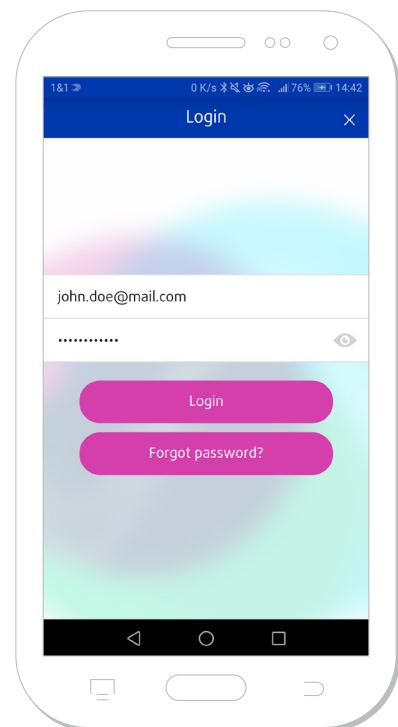 1&1 0 K/s 76% 14:42
Login
john.doe@mail.com
••••••••••••
Login
Forgot password?